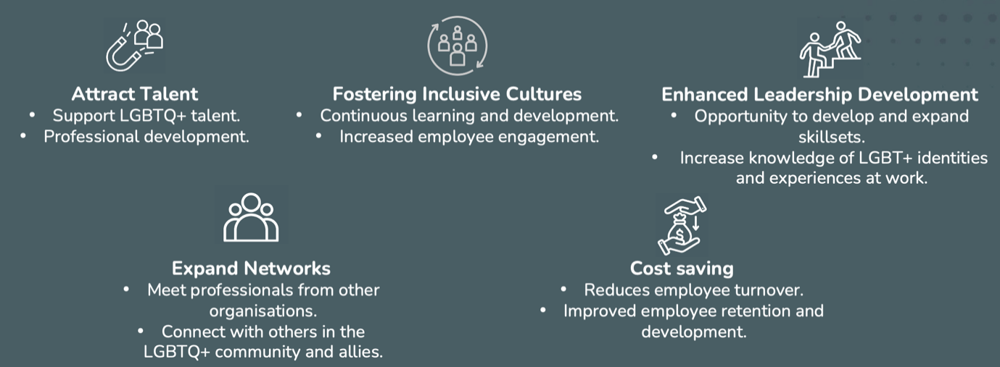 Attract Talent
• Support LGBTQ+ talent.
• Professional development.
Fostering Inclusive Cultures
• Continuous learning and development.
• Increased employee engagement.
Enhanced Leadership Development
• Opportunity to develop and expand
skillsets.
• Increase knowledge of LGBT+ identities
and experiences at work.
Expand Networks
• Meet professionals from other
organisations.
• Connect with others in the
LGBTQ+ community and allies.
$
Cost saving
• Reduces employee turnover.
• Improved employee retention and
development.